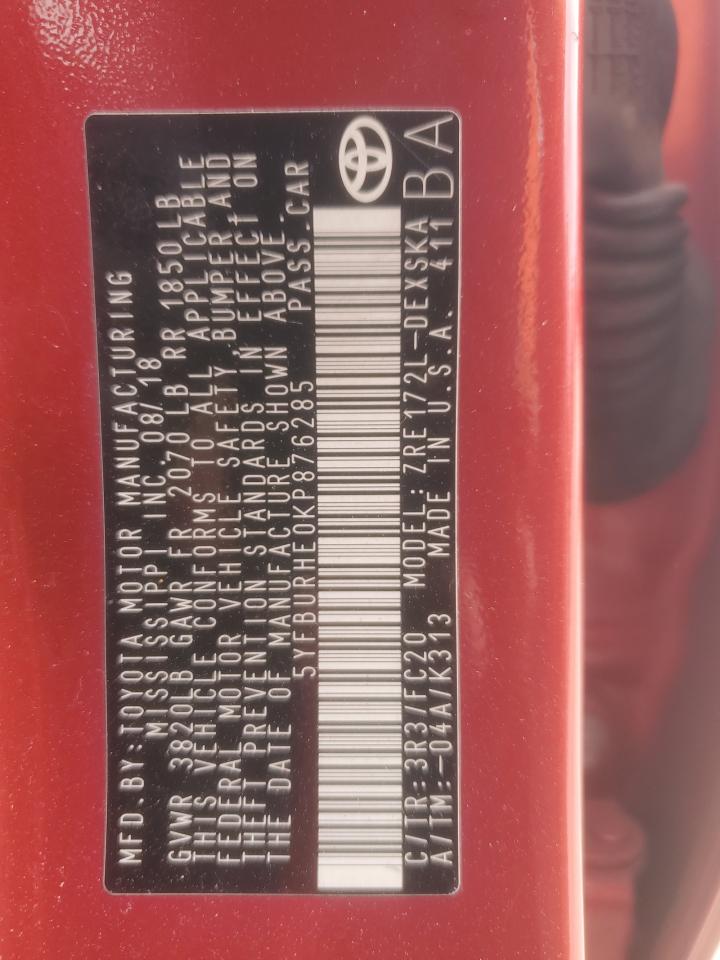 MFD.BY:TOYOTA MOTOR MANUFACTURING
MISSISSIPPI INC. 08/18
GVWR 3820LB GAWR FR 2070LB RR 1850LB
THIS VEHICLE CONFORMS TO ALL APPLICABLE
FEDERAL MOTOR VEHICLE SAFETY, BUMPER AND
THEFT PREVENTION STANDARDS IN EFFECT ON
THE DATE OF MANUFACTURE SHOWN ABOVE.
5YFBURHE0KP876285 PASS.CAR
C/TR:3R3/FC20 MODEL:ZRE172L-DEXSKA
A/TM:-04A/K313 MADE IN U.S.A. 411 BA